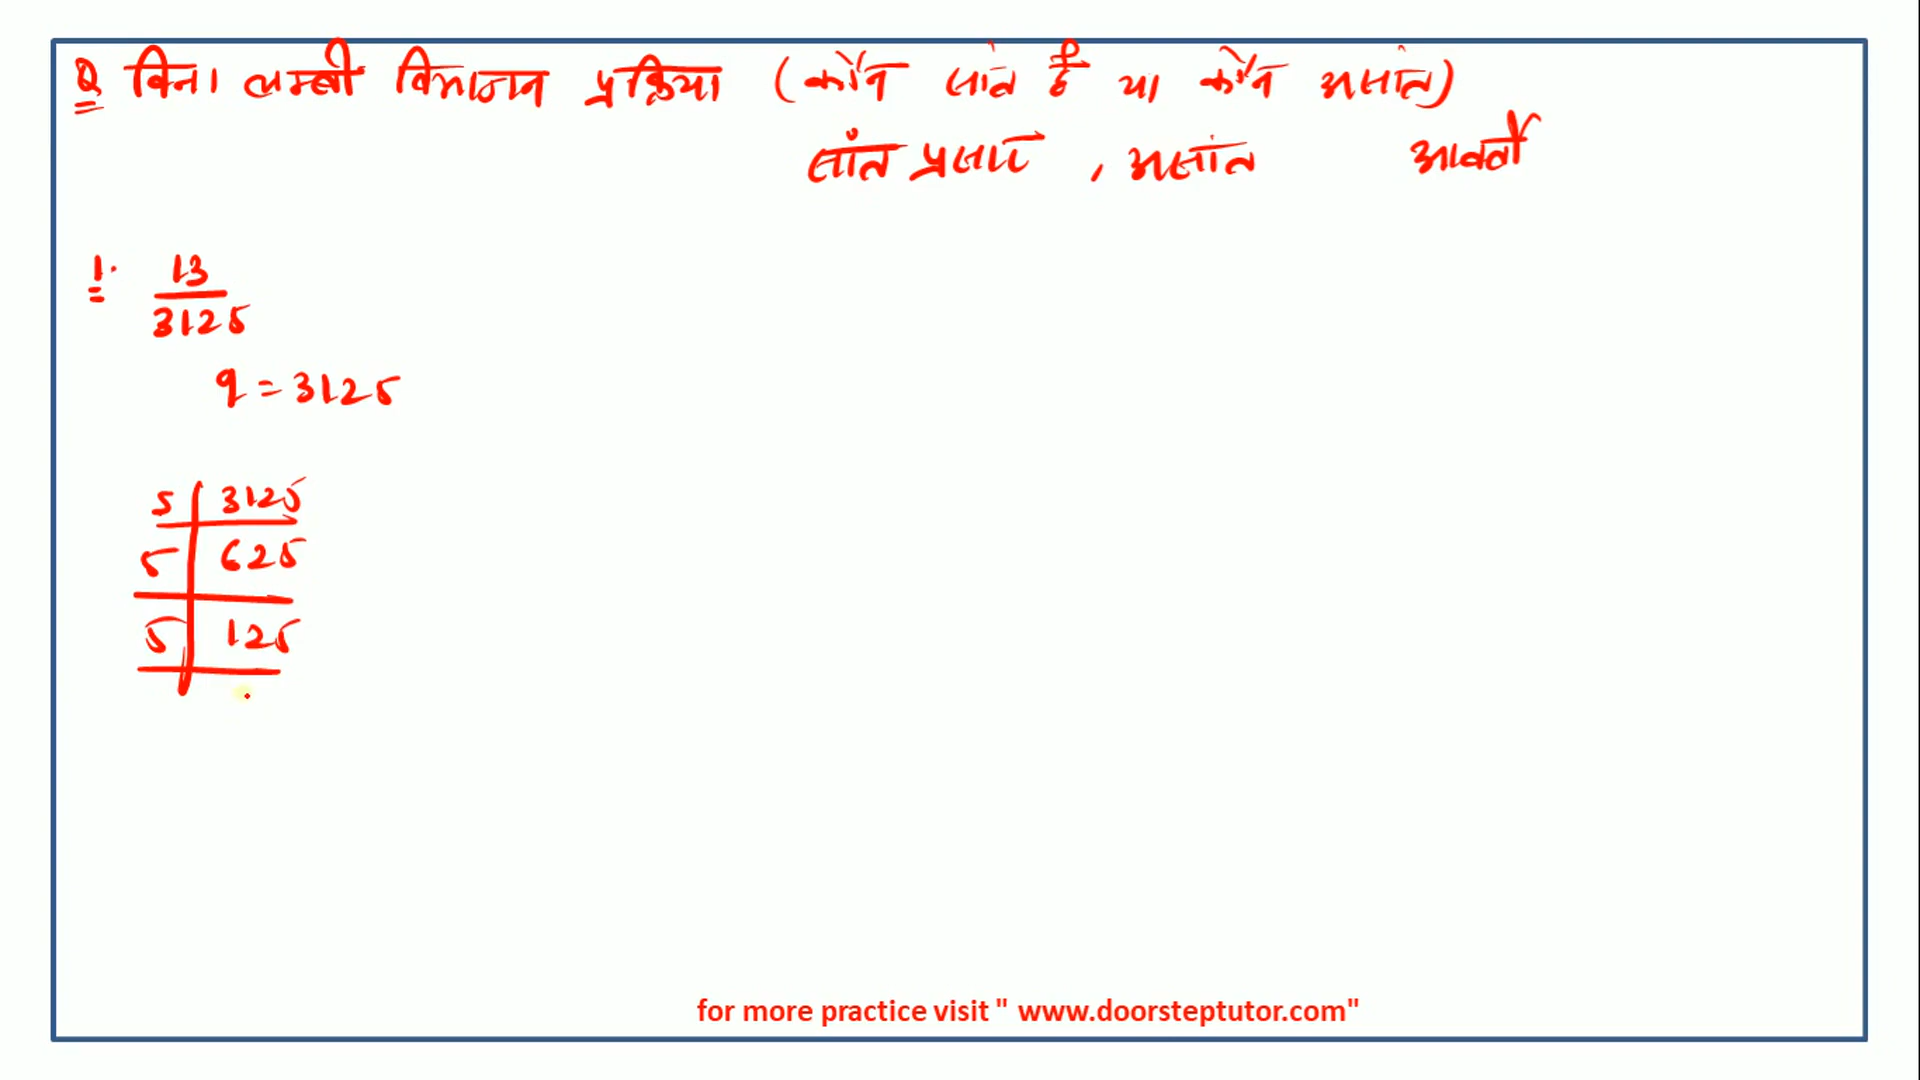 Q बिना लम्बी विभाजन प्रक्रिया (कौन सांत है या कौन असांत)
सांत प्रसार , असांत आवर्ती
1. 13
3125
q = 3125
5 3125
5 625
5 125
for more practice visit " www.doorsteptutor.com"